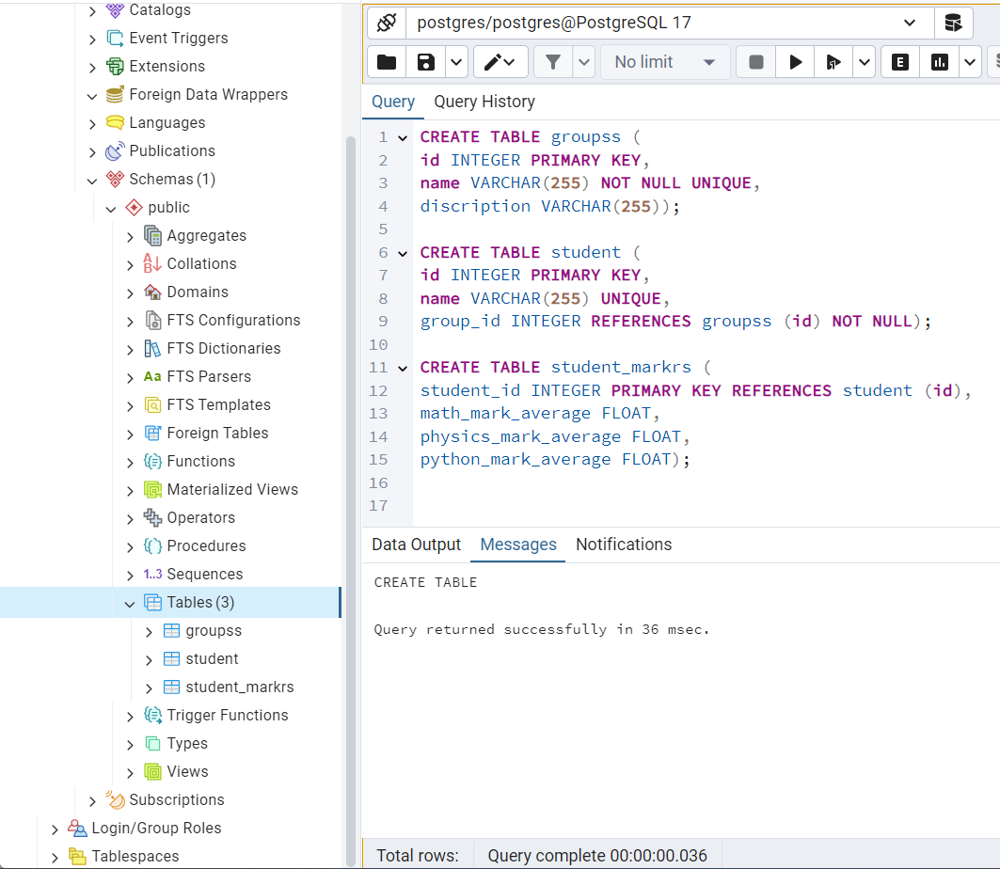 Catalogs
Event Triggers
Extensions
Foreign Data Wrappers
Languages
Publications
Schemas (1)
public
Aggregates
Collations
Domains
FTS Configurations
FTS Dictionaries
Aa FTS Parsers
FTS Templates
Foreign Tables
Functions
Materialized Views
Operators
Procedures
1..3 Sequences
Tables (3)
groupss
student
student_markrs
Trigger Functions
Types
Views
Subscriptions
Login/Group Roles
Tablespaces
postgres/postgres@PostgreSQL 17
No limit
E
Query Query History
1 CREATE TABLE groupss (
2 id INTEGER PRIMARY KEY,
3 name VARCHAR(255) NOT NULL UNIQUE,
4 discription VARCHAR(255));
5
6 CREATE TABLE student (
7 id INTEGER PRIMARY KEY,
8 name VARCHAR(255) UNIQUE,
9 group_id INTEGER REFERENCES groupss (id) NOT NULL);
10
11 CREATE TABLE student_markrs (
12 student_id INTEGER PRIMARY KEY REFERENCES student (id),
13 math_mark_average FLOAT,
14 physics_mark_average FLOAT,
15 python_mark_average FLOAT);
16
17
Data Output Messages Notifications
CREATE TABLE
Query returned successfully in 36 msec.
Total rows: Query complete 00:00:00.036